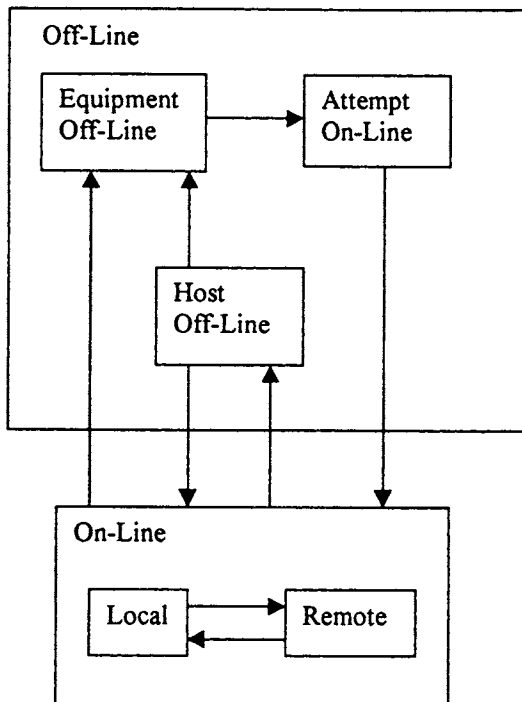 Off-Line
Equipment
Off-Line
Attempt
On-Line
Host
Off-Line
On-Line
Local
Remote